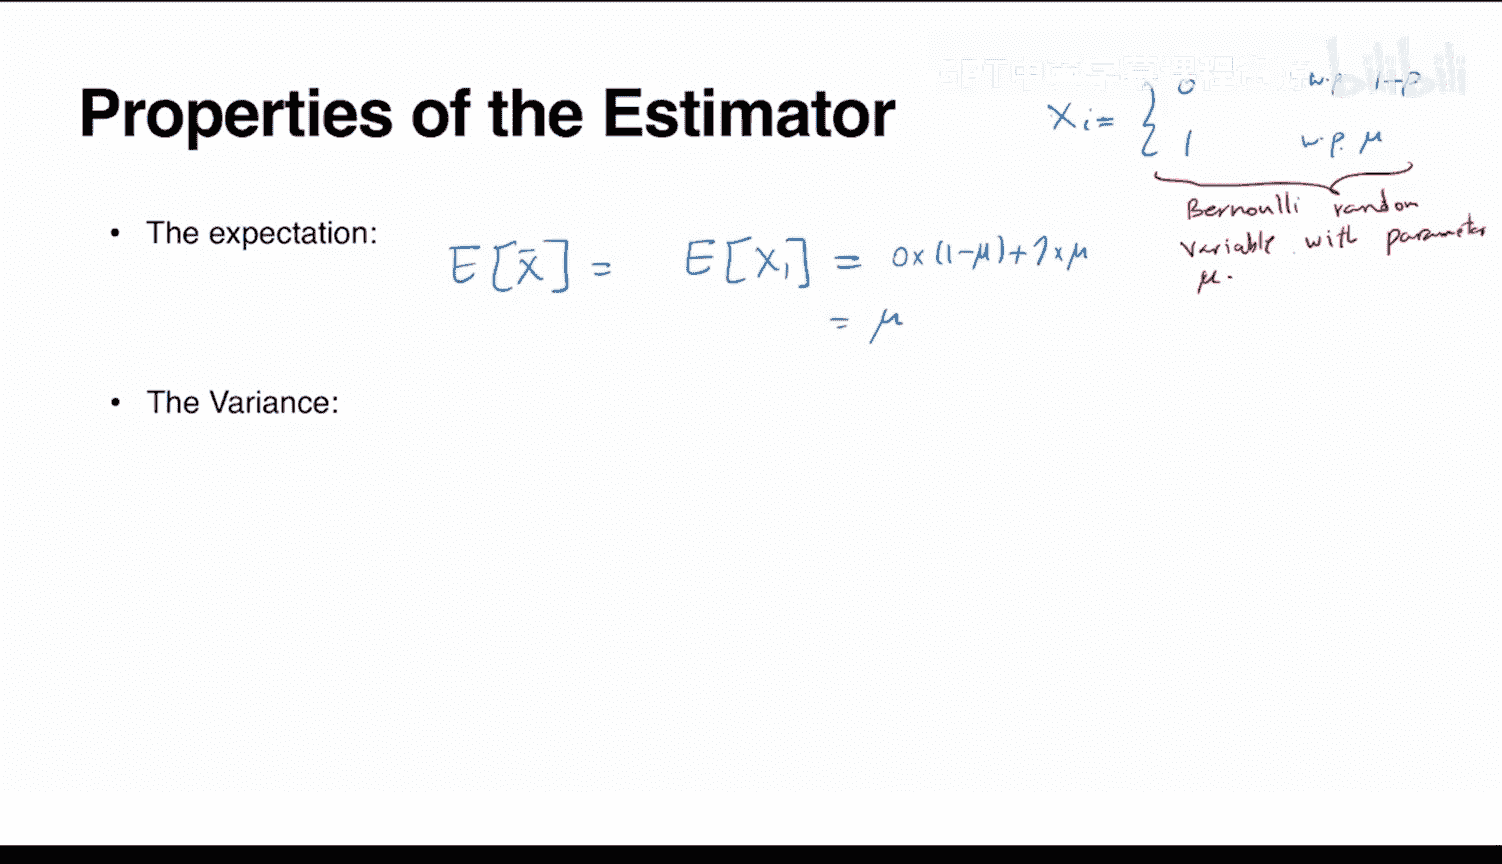 bilibili
Properties of the Estimator
Xi = { 0 w.p. 1-p
1 w.p. μ
Bernoulli random
variable with parameter
μ.
• The expectation:
E[x̄] = E[X₁] = 0×(1-μ)+1×μ
= μ
• The Variance: